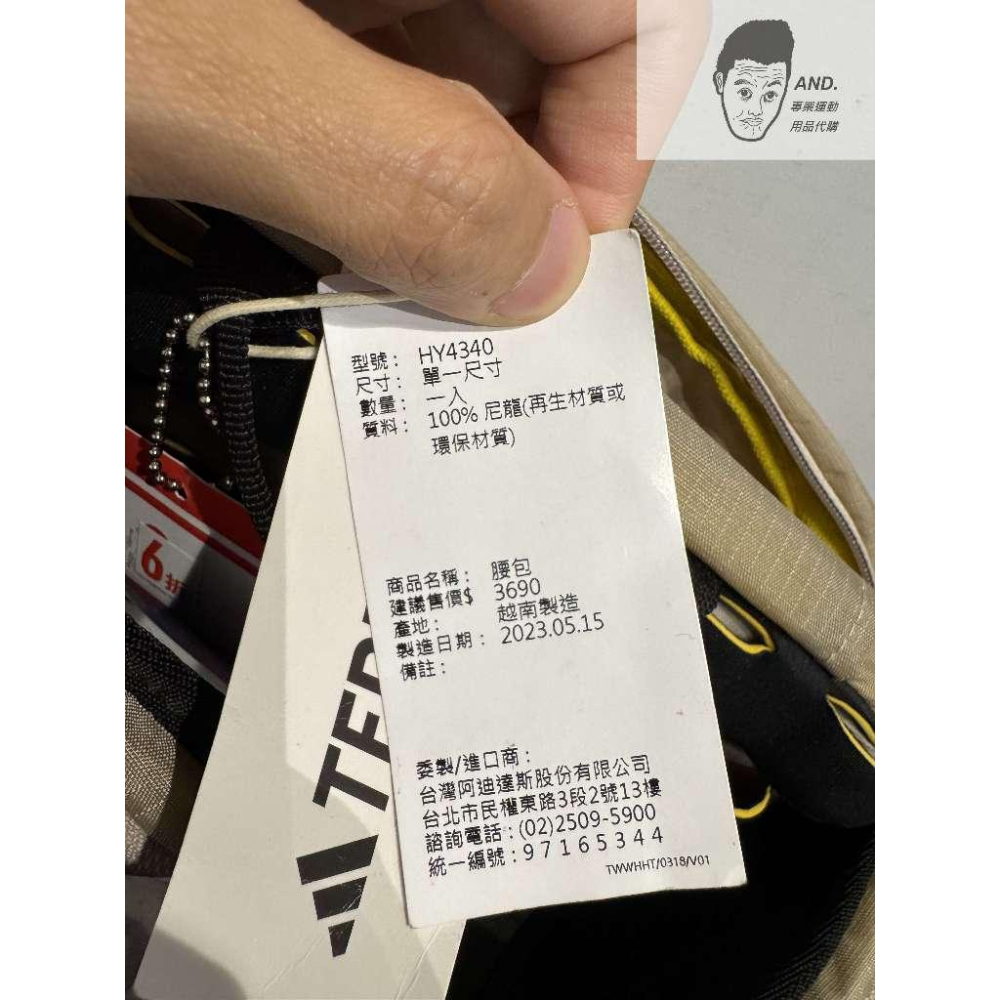 AND.
專業運動
用品代購
型號： HY4340
尺寸： 單一尺寸
數量： 一入
質料： 100% 尼龍(再生材質或
環保材質)
商品名稱： 腰包
建議售價$ 3690
產地： 越南製造
製造日期： 2023.05.15
備註：
委製/進口商：
台灣阿迪達斯股份有限公司
台北市民權東路3段2號13樓
諮詢電話：(02)2509-5900
統一編號：97165344
TWWHHT/0318/V01
6折